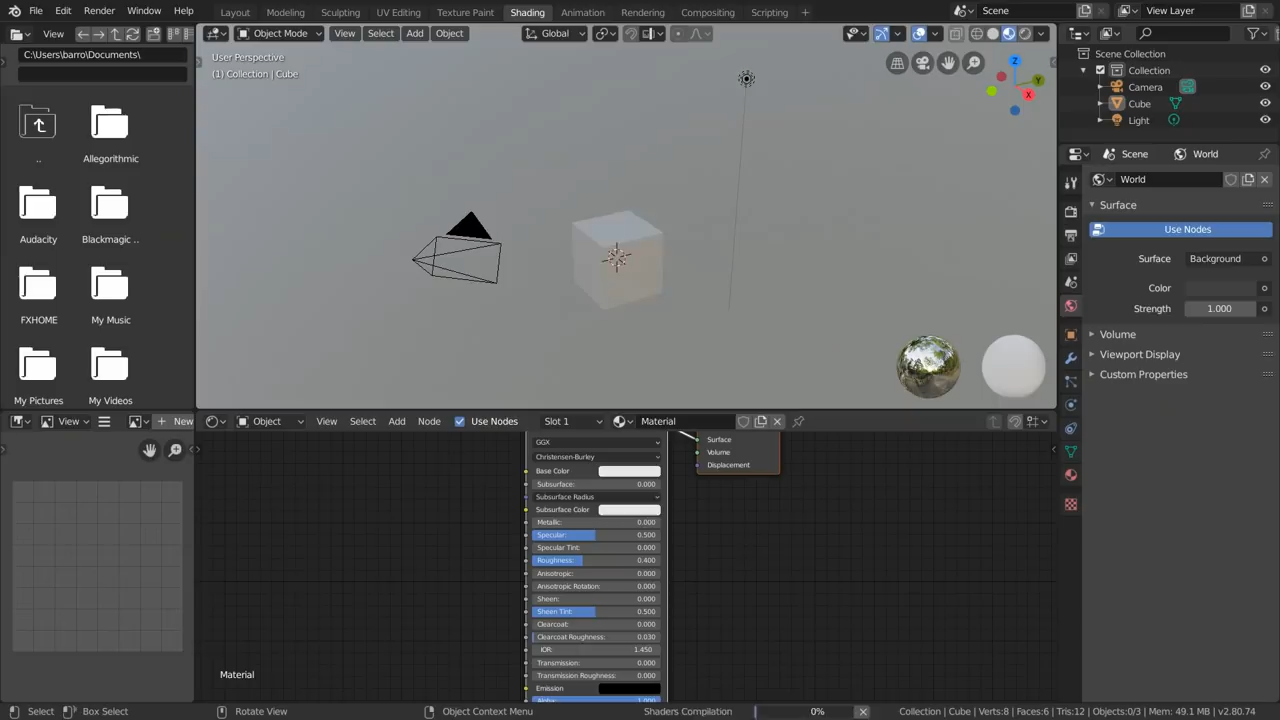 File Edit Render Window Help Layout Modeling Sculpting UV Editing Texture Paint Shading Animation Rendering Compositing Scripting + Scene View Layer
View Object Mode View Select Add Object Global
C:\Users\barro\Documents\
User Perspective
(1) Collection | Cube
.. Allegorithmic
Audacity Blackmagic ..
FXHOME My Music
My Pictures My Videos
Z
Y
X
Scene Collection
Collection
Camera
Cube
Light
Scene World
World
Surface
Use Nodes
Surface Background
Color
Strength 1.000
Volume
Viewport Display
Custom Properties
View + New Object View Select Add Node Use Nodes Slot 1 Material
GGX
Christensen-Burley
Base Color
Subsurface: 0.000
Subsurface Radius
Subsurface Color
Metallic: 0.000
Specular: 0.500
Specular Tint: 0.000
Roughness: 0.400
Anisotropic: 0.000
Anisotropic Rotation: 0.000
Sheen: 0.000
Sheen Tint: 0.500
Clearcoat: 0.000
Clearcoat Roughness: 0.030
IOR: 1.450
Transmission: 0.000
Transmission Roughness: 0.000
Emission
Surface
Volume
Displacement
Material
Select Box Select Rotate View Object Context Menu Shaders Compilation 0% Collection | Cube | Verts:8 | Faces:6 | Tris:12 | Objects:0/3 | Mem: 49.1 MB | v2.80.74